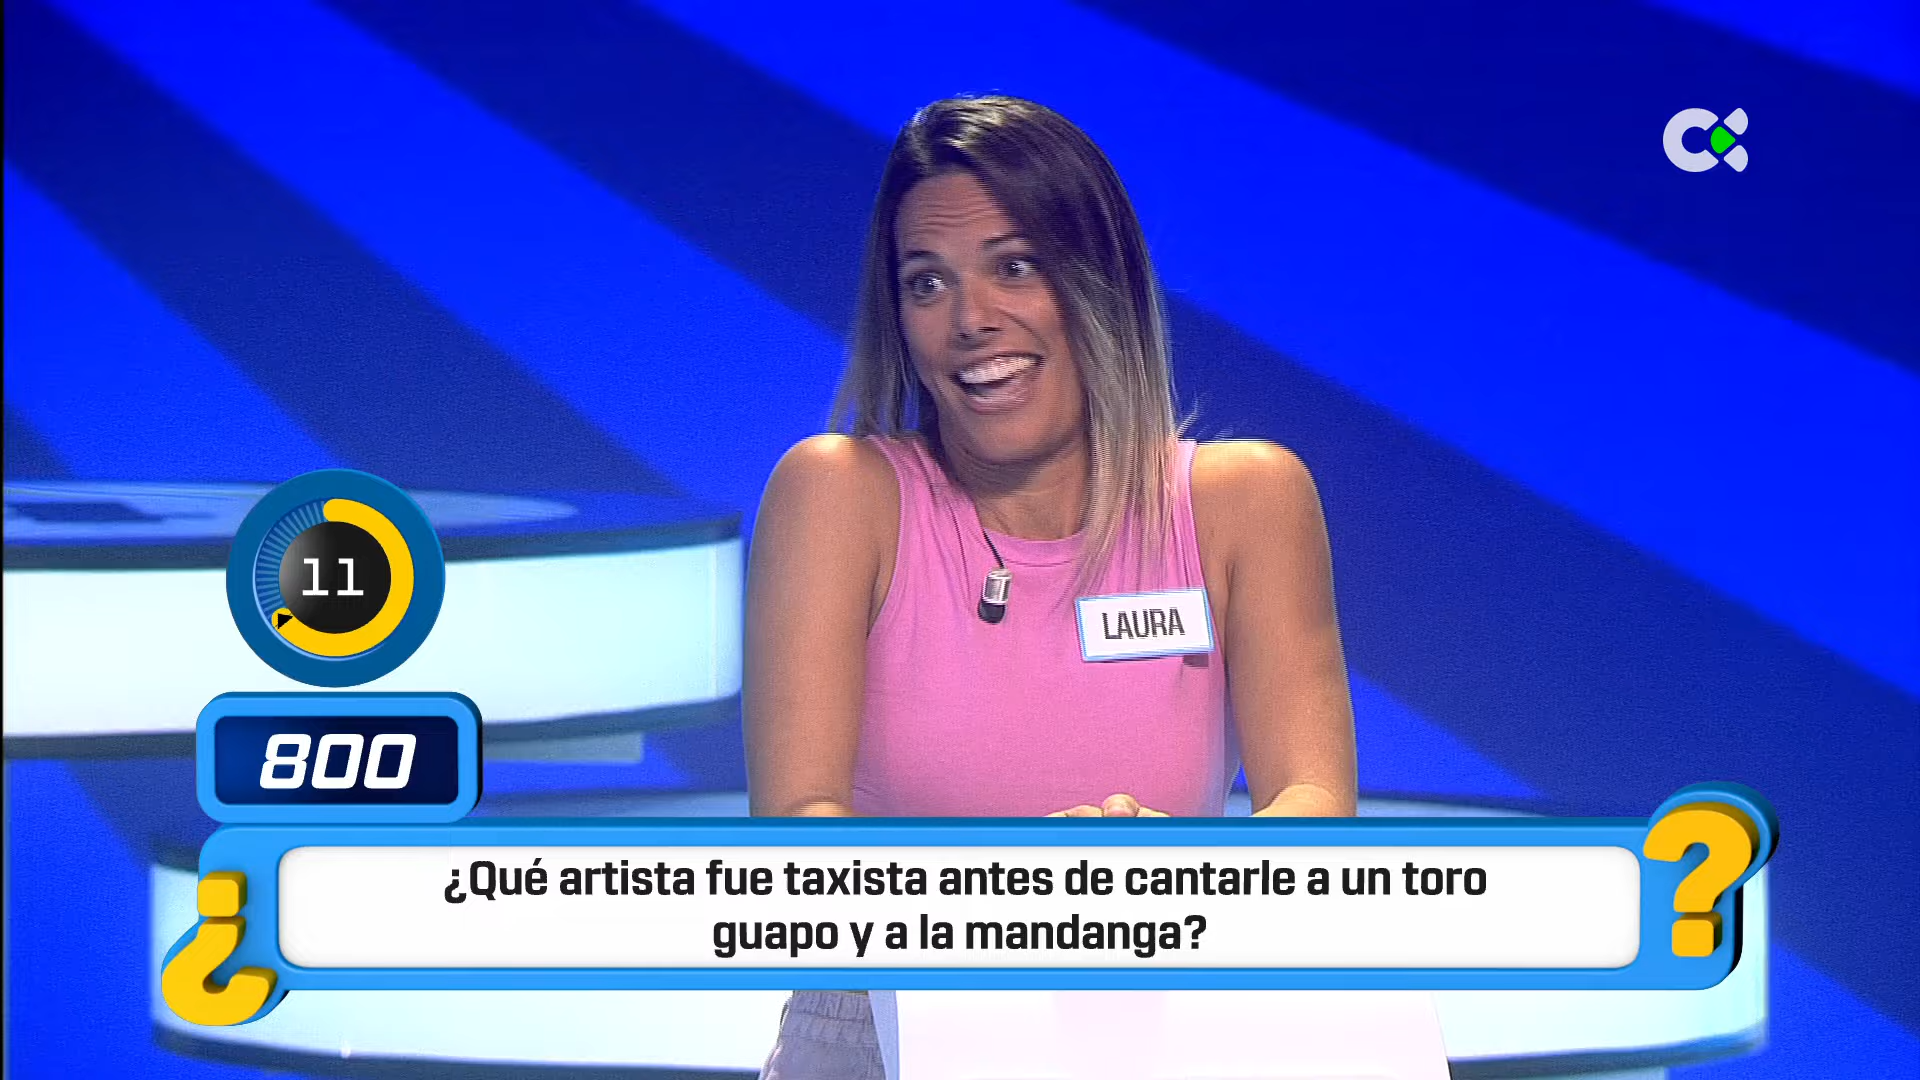 11
LAURA
800
¿Qué artista fue taxista antes de cantarle a un toro
guapo y a la mandanga?